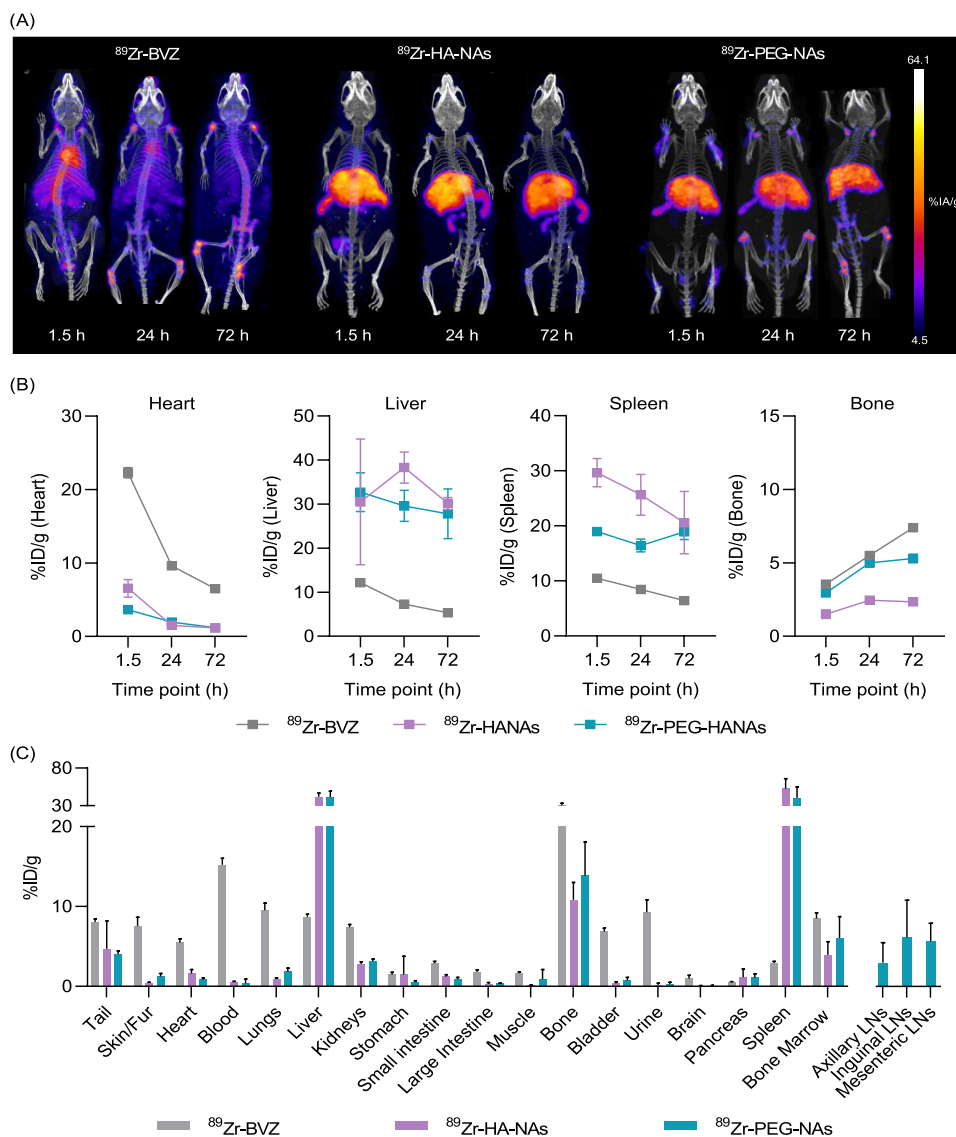 (A)
⁸⁹Zr-BVZ ⁸⁹Zr-HA-NAs ⁸⁹Zr-PEG-NAs
64.1
%IA/g
4.5
1.5 h 24 h 72 h 1.5 h 24 h 72 h 1.5 h 24 h 72 h
(B)
Heart Liver Spleen Bone
%ID/g (Heart)
30
20
10
0
1.5 24 72
Time point (h)
%ID/g (Liver)
50
40
30
20
10
0
1.5 24 72
Time point (h)
%ID/g (Spleen)
40
30
20
10
0
1.5 24 72
Time point (h)
%ID/g (Bone)
15
10
5
0
1.5 24 72
Time point (h)
⁸⁹Zr-BVZ ⁸⁹Zr-HANAs ⁸⁹Zr-PEG-HANAs
(C)
%ID/g
80
30
20
10
0
Tail
Skin/Fur
Heart
Blood
Lungs
Liver
Kidneys
Stomach
Small intestine
Large Intestine
Muscle
Bone
Bladder
Urine
Brain
Pancreas
Spleen
Bone Marrow
Axillary LNs
Inguinal LNs
Mesenteric LNs
⁸⁹Zr-BVZ ⁸⁹Zr-HA-NAs ⁸⁹Zr-PEG-NAs